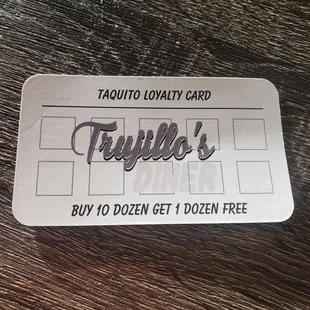 TAQUITO LOYALTY CARD
Trujillo's
DINER
BUY 10 DOZEN GET 1 DOZEN FREE